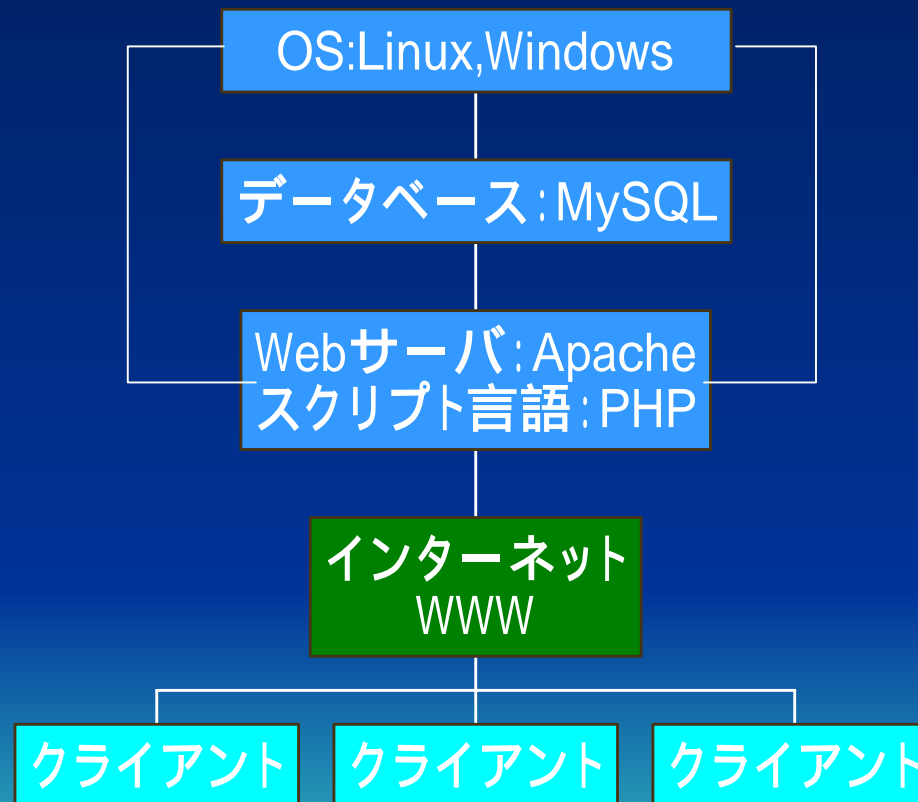 OS:Linux,Windows
データベース:MySQL
Webサーバ:Apache
スクリプト言語:PHP
インターネット
WWW
クライアント
クライアント
クライアント